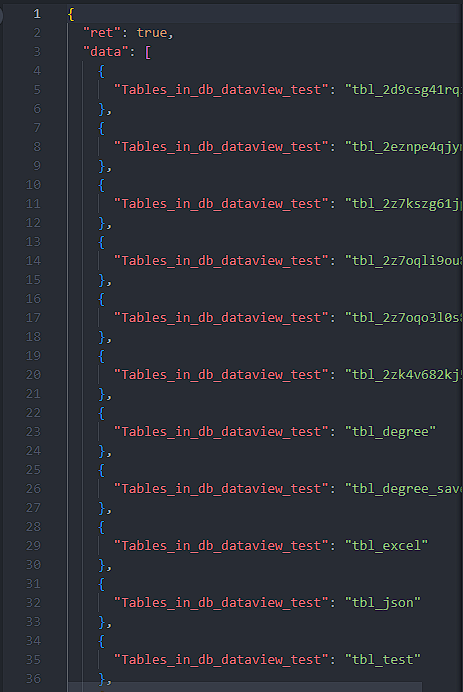 1 {
2 "ret": true,
3 "data": [
4 {
5 "Tables_in_db_dataview_test": "tbl_2d9csg41rq
6 },
7 {
8 "Tables_in_db_dataview_test": "tbl_2eznpe4qjy
9 },
10 {
11 "Tables_in_db_dataview_test": "tbl_2z7kszg61j
12 },
13 {
14 "Tables_in_db_dataview_test": "tbl_2z7oqli9ou
15 },
16 {
17 "Tables_in_db_dataview_test": "tbl_2z7oqo3l0s
18 },
19 {
20 "Tables_in_db_dataview_test": "tbl_2zk4v682kj
21 },
22 {
23 "Tables_in_db_dataview_test": "tbl_degree"
24 },
25 {
26 "Tables_in_db_dataview_test": "tbl_degree_sav
27 },
28 {
29 "Tables_in_db_dataview_test": "tbl_excel"
30 },
31 {
32 "Tables_in_db_dataview_test": "tbl_json"
33 },
34 {
35 "Tables_in_db_dataview_test": "tbl_test"
36 },